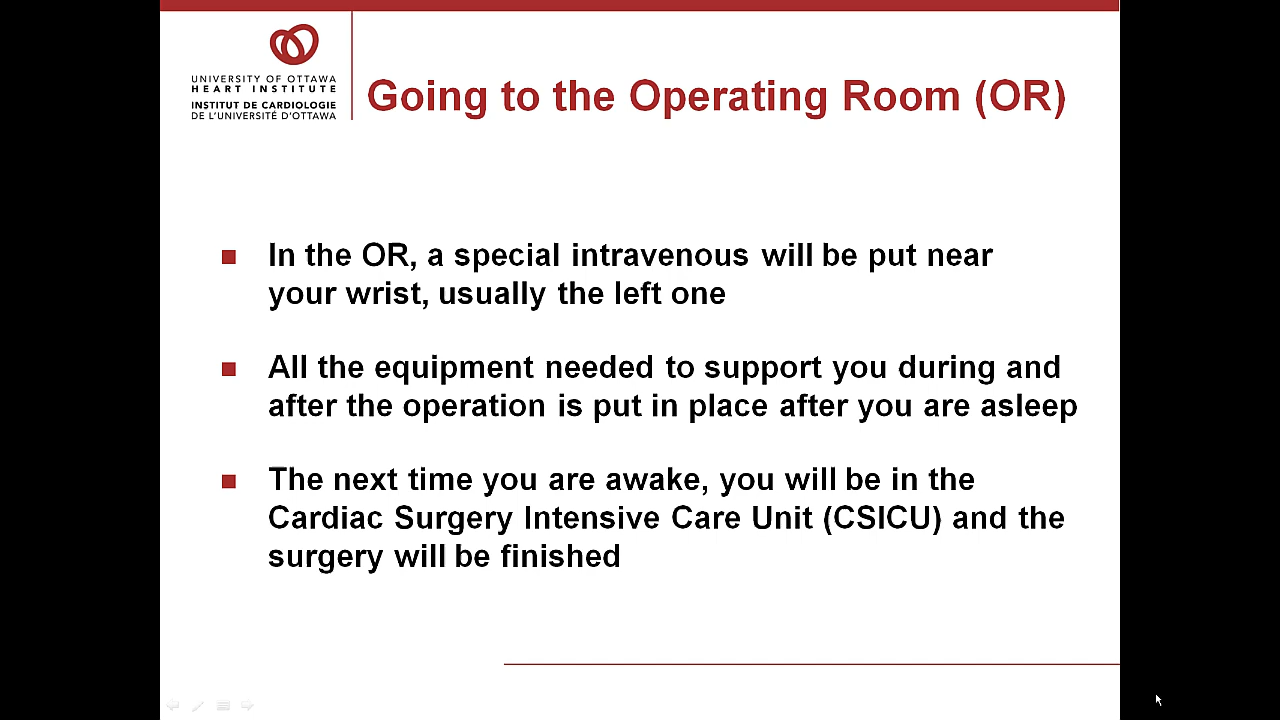 UNIVERSITY OF OTTAWA
HEART INSTITUTE
INSTITUT DE CARDIOLOGIE
DE L'UNIVERSITÉ D'OTTAWA
Going to the Operating Room (OR)
In the OR, a special intravenous will be put near
your wrist, usually the left one
All the equipment needed to support you during and
after the operation is put in place after you are asleep
The next time you are awake, you will be in the
Cardiac Surgery Intensive Care Unit (CSICU) and the
surgery will be finished